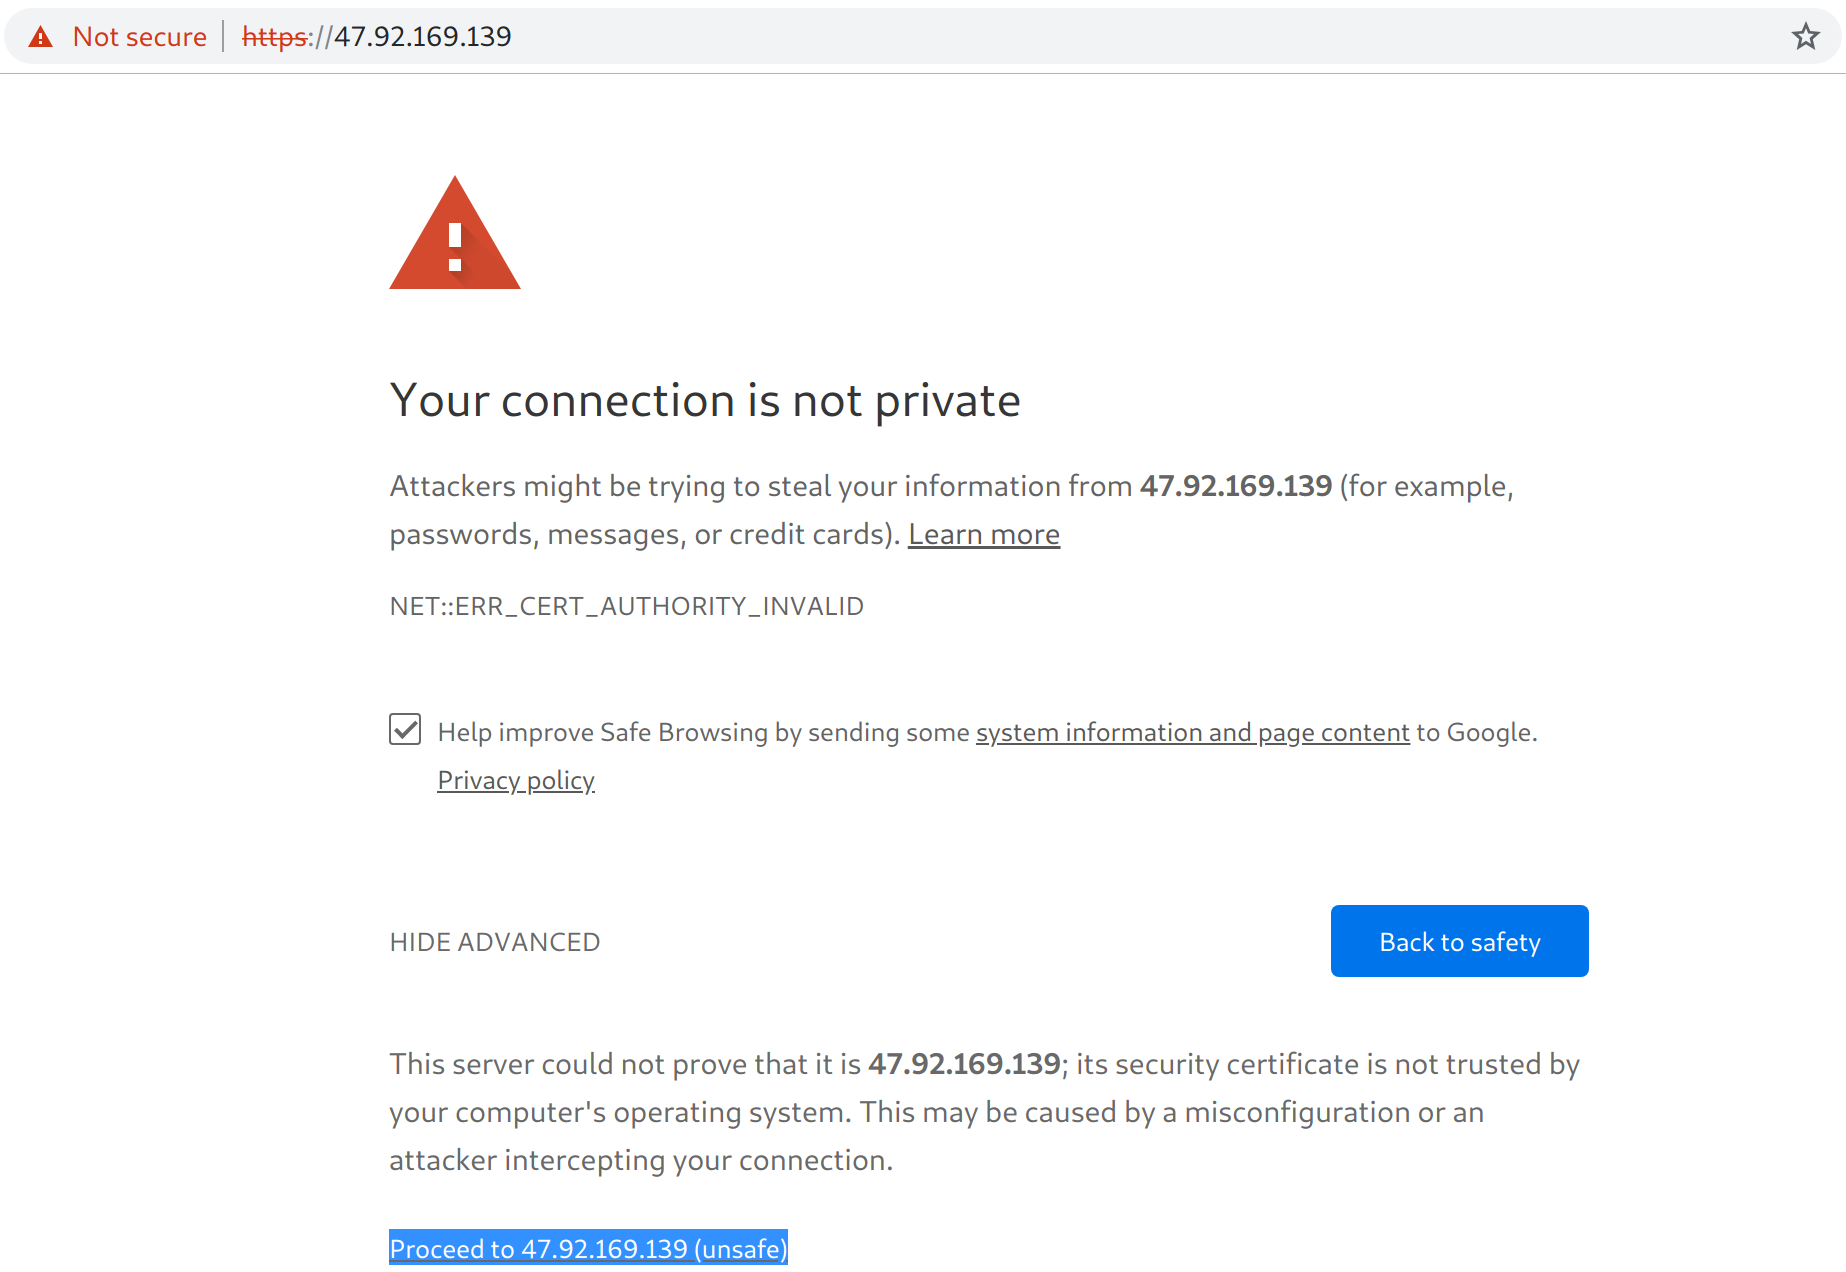 Not secure https://47.92.169.139
Your connection is not private
Attackers might be trying to steal your information from 47.92.169.139 (for example,
passwords, messages, or credit cards). Learn more
NET::ERR_CERT_AUTHORITY_INVALID
Help improve Safe Browsing by sending some system information and page content to Google.
Privacy policy
HIDE ADVANCED
Back to safety
This server could not prove that it is 47.92.169.139; its security certificate is not trusted by
your computer's operating system. This may be caused by a misconfiguration or an
attacker intercepting your connection.
Proceed to 47.92.169.139 (unsafe)